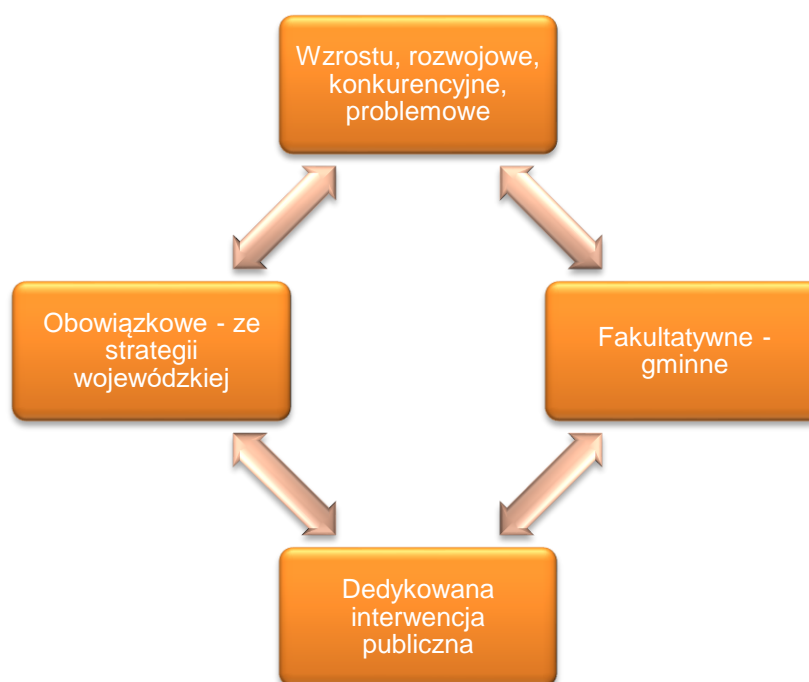 Wzrostu, rozwojowe,
konkurencyjne,
problemowe
Obowiązkowe - ze
strategii
wojewódzkiej
Fakultatywne -
gminne
Dedykowana
interwencja
publiczna